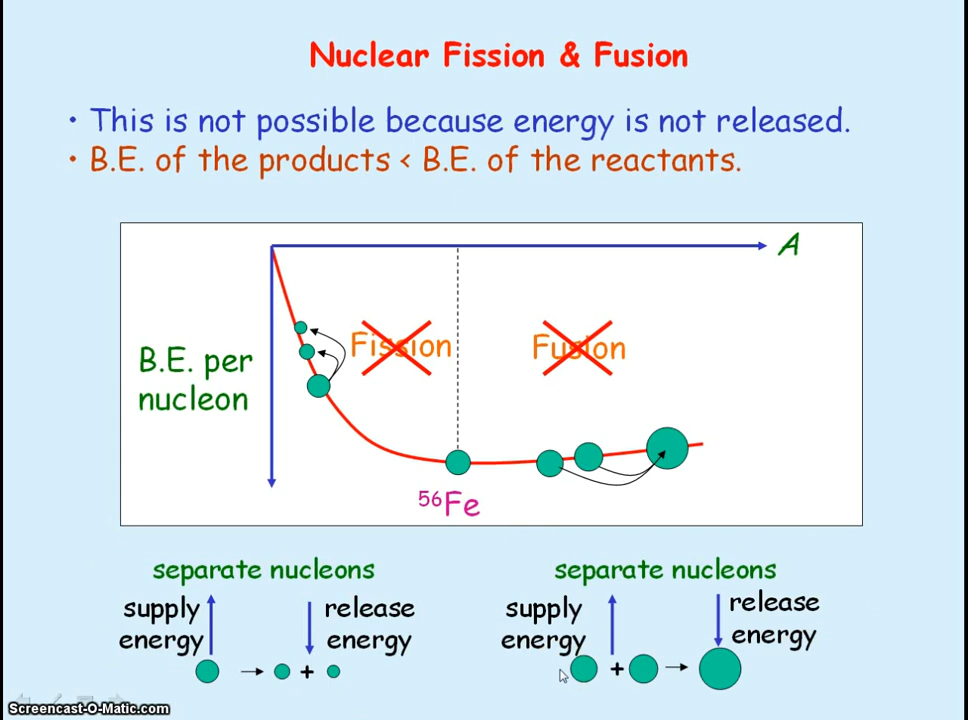 Nuclear Fission & Fusion
• This is not possible because energy is not released.
• B.E. of the products < B.E. of the reactants.
A
Fission
Fusion
B.E. per
nucleon
⁵⁶Fe
separate nucleons
supply
energy
release
energy
+
separate nucleons
supply
energy
release
energy
+
Screencast-O-Matic.com